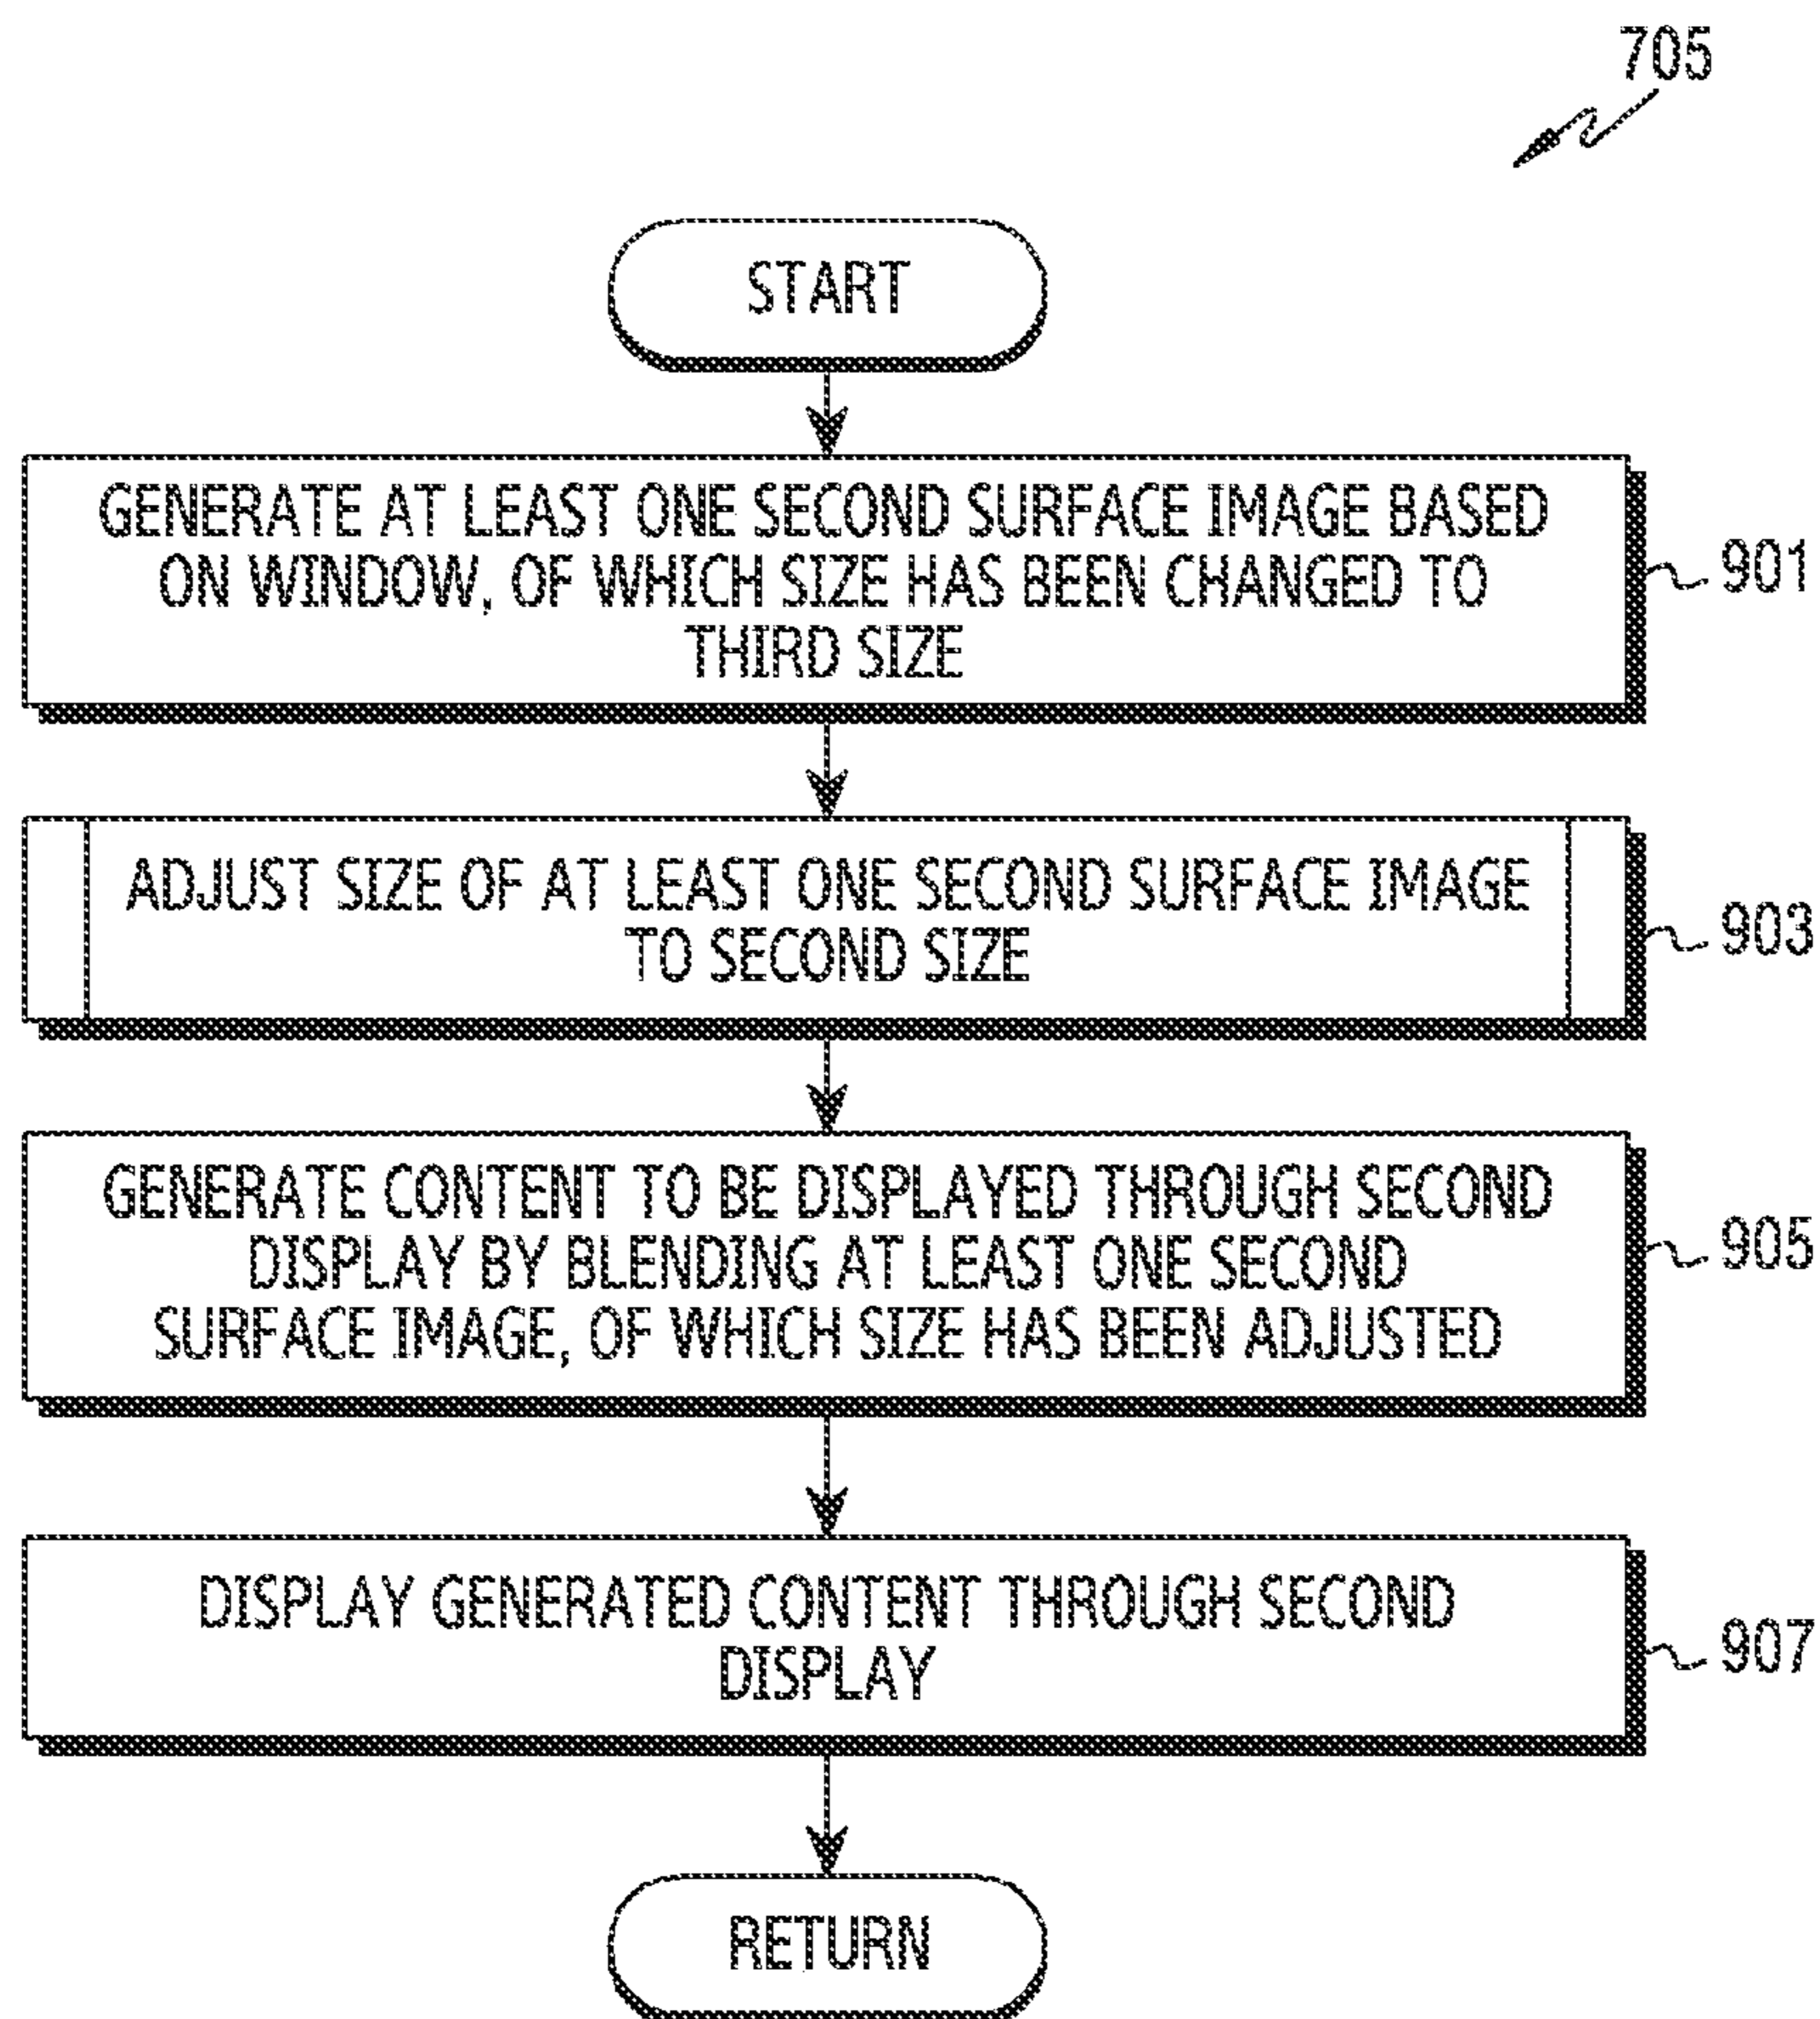 705
START
GENERATE AT LEAST ONE SECOND SURFACE IMAGE BASED
ON WINDOW, OF WHICH SIZE HAS BEEN CHANGED TO
THIRD SIZE
901
ADJUST SIZE OF AT LEAST ONE SECOND SURFACE IMAGE
TO SECOND SIZE
903
GENERATE CONTENT TO BE DISPLAYED THROUGH SECOND
DISPLAY BY BLENDING AT LEAST ONE SECOND
SURFACE IMAGE, OF WHICH SIZE HAS BEEN ADJUSTED
905
DISPLAY GENERATED CONTENT THROUGH SECOND
DISPLAY
907
RETURN